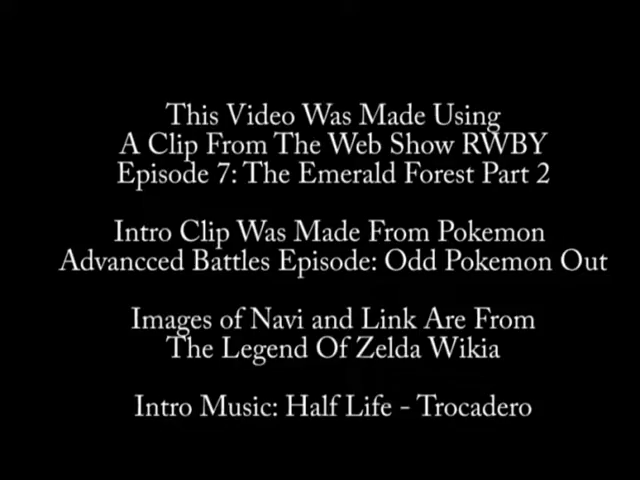 This Video Was Made Using
A Clip From The Web Show RWBY
Episode 7: The Emerald Forest Part 2
Intro Clip Was Made From Pokemon
Advancced Battles Episode: Odd Pokemon Out
Images of Navi and Link Are From
The Legend Of Zelda Wikia
Intro Music: Half Life - Trocadero